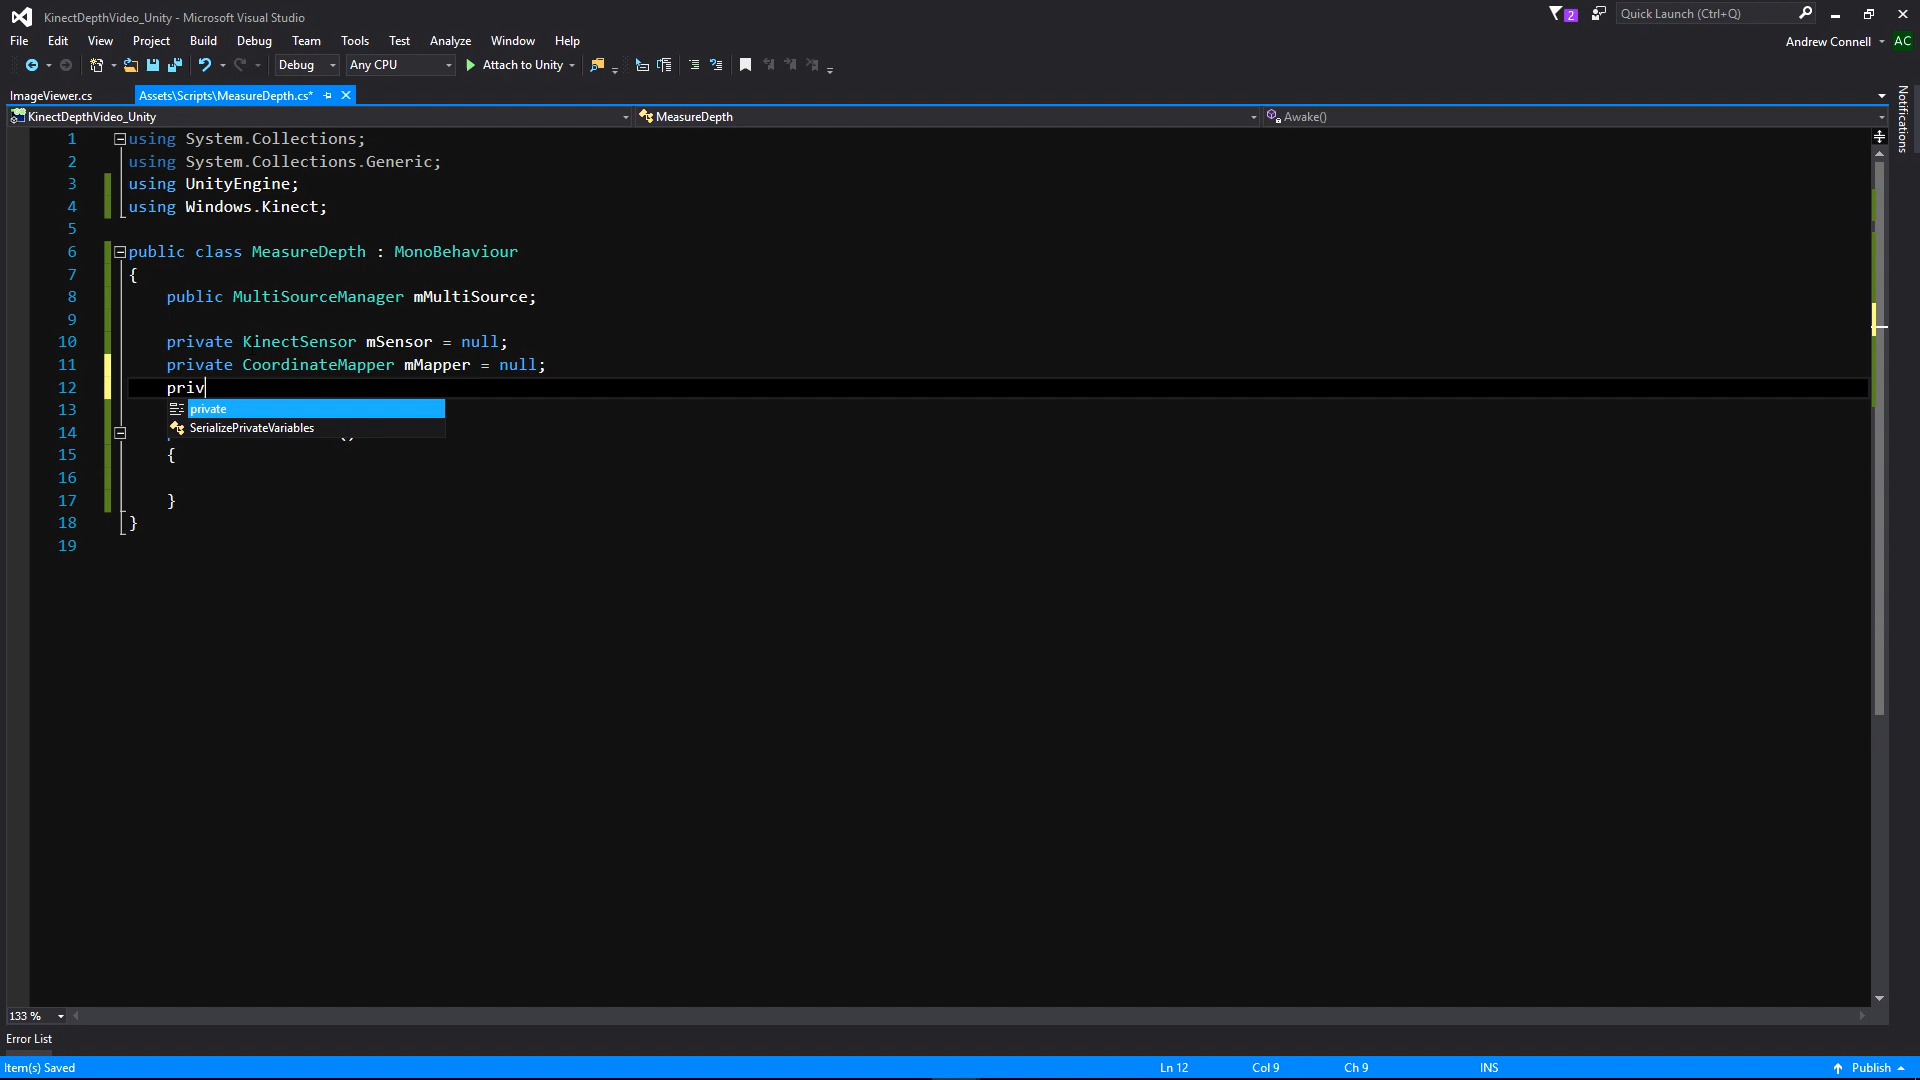 KinectDepthVideo_Unity - Microsoft Visual Studio
2
Quick Launch (Ctrl+Q)
File Edit View Project Build Debug Team Tools Test Analyze Window Help
Andrew Connell AC
Debug Any CPU Attach to Unity
ImageViewer.cs Assets\Scripts\MeasureDepth.cs*
Notifications
KinectDepthVideo_Unity MeasureDepth Awake()
1 using System.Collections;
2 using System.Collections.Generic;
3 using UnityEngine;
4 using Windows.Kinect;
5
6 public class MeasureDepth : MonoBehaviour
7 {
8 public MultiSourceManager mMultiSource;
9
10 private KinectSensor mSensor = null;
11 private CoordinateMapper mMapper = null;
12 priv
private
SerializePrivateVariables
13
14
15 {
16
17 }
18 }
19
133 %
Error List
Item(s) Saved Ln 12 Col 9 Ch 9 INS Publish